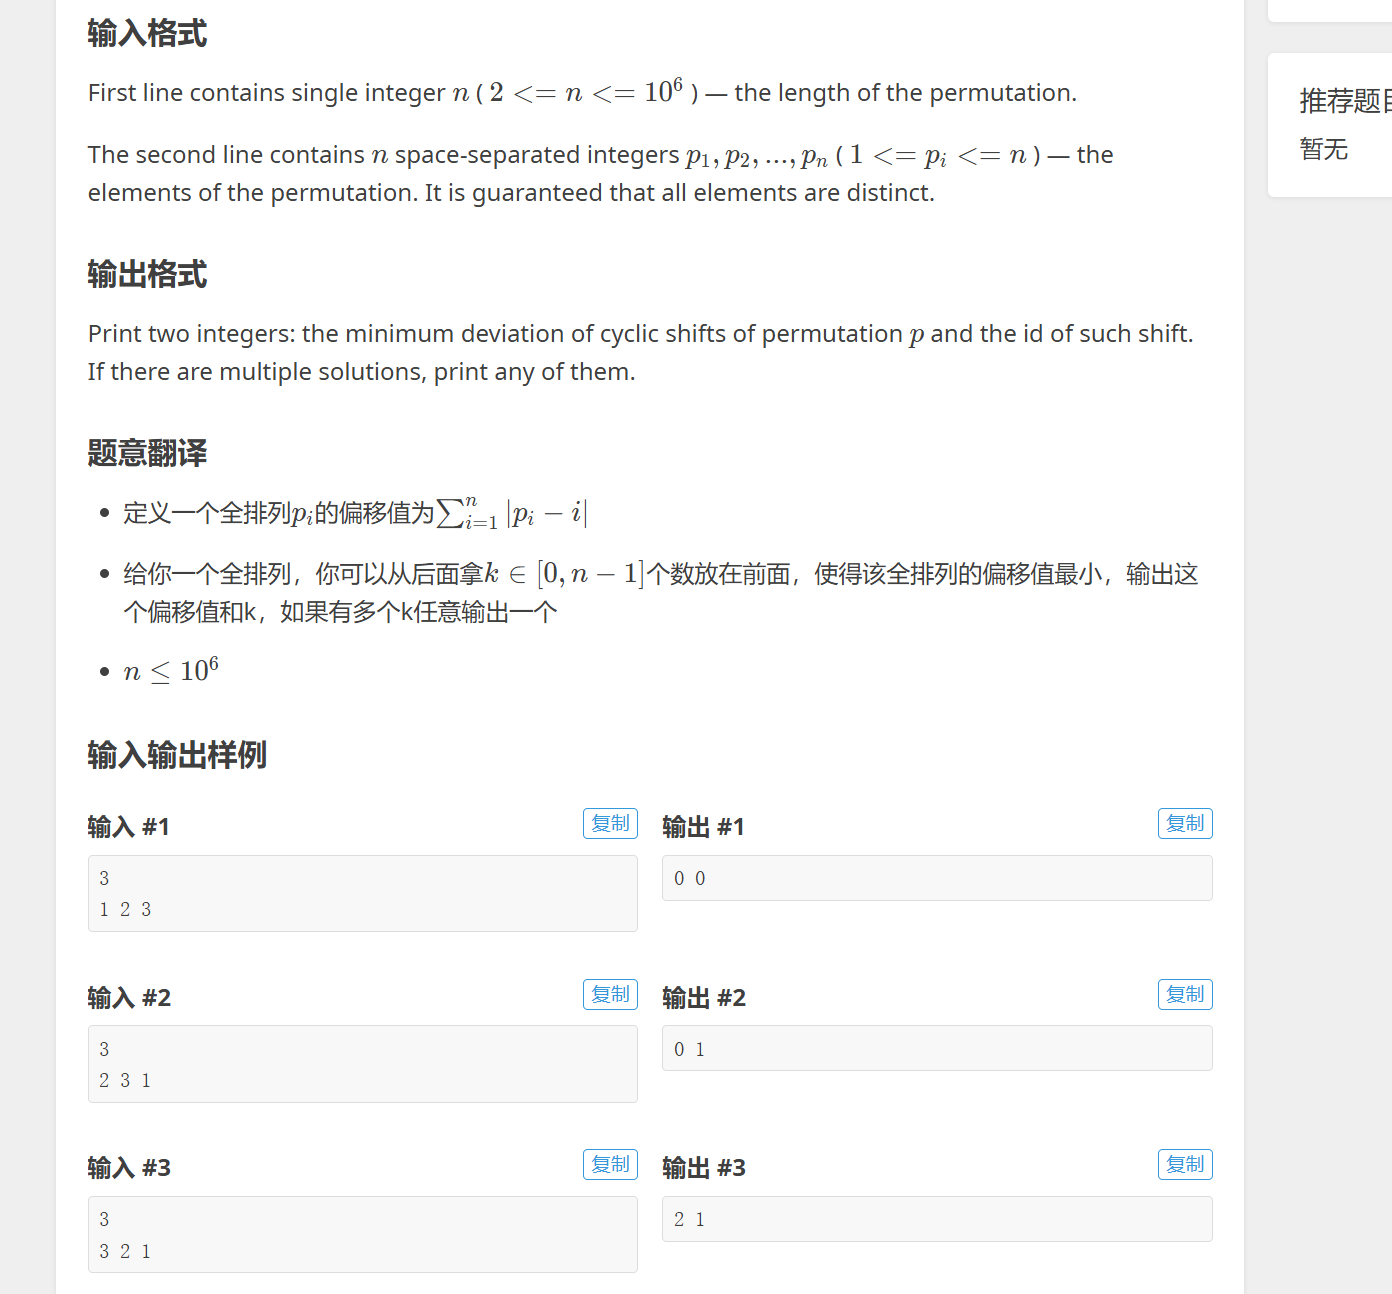 输入格式
First line contains single integer n ( 2 <= n <= 10^6 ) — the length of the permutation.
The second line contains n space-separated integers p_1, p_2, ..., p_n ( 1 <= p_i <= n ) — the
elements of the permutation. It is guaranteed that all elements are distinct.
输出格式
Print two integers: the minimum deviation of cyclic shifts of permutation p and the id of such shift.
If there are multiple solutions, print any of them.
题意翻译
• 定义一个全排列p_i的偏移值为∑_{i=1}^{n} |p_i − i|
• 给你一个全排列，你可以从后面拿k ∈ [0, n − 1]个数放在前面，使得该全排列的偏移值最小，输出这
个偏移值和k，如果有多个k任意输出一个
• n ≤ 10^6
输入输出样例
输入 #1 复制 输出 #1 复制
3
1 2 3
0 0
输入 #2 复制 输出 #2 复制
3
2 3 1
0 1
输入 #3 复制 输出 #3 复制
3
3 2 1
2 1
推荐题
暂无